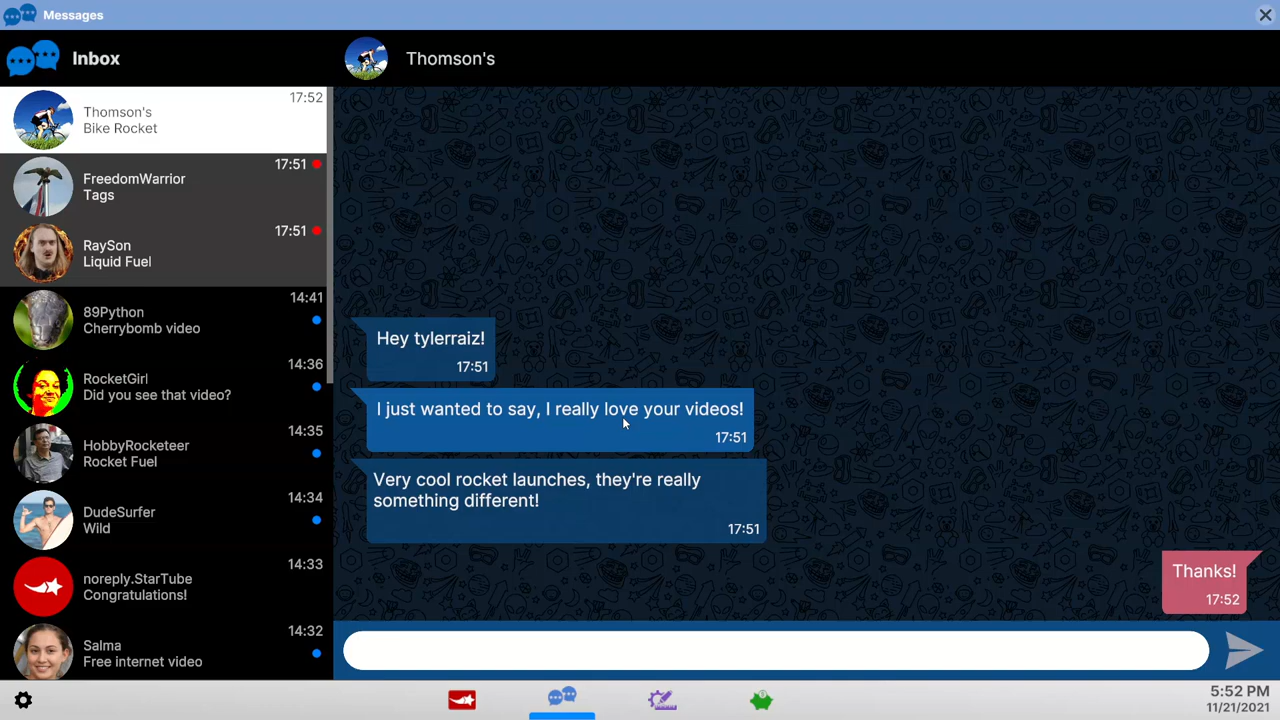 Messages
Inbox
Thomson's
17:52
Thomson's
Bike Rocket
17:51
FreedomWarrior
Tags
17:51
RaySon
Liquid Fuel
14:41
89Python
Cherrybomb video
14:36
RocketGirl
Did you see that video?
14:35
HobbyRocketeer
Rocket Fuel
14:34
DudeSurfer
Wild
14:33
noreply.StarTube
Congratulations!
14:32
Salma
Free internet video
Hey tylerraiz!
17:51
I just wanted to say, I really love your videos!
17:51
Very cool rocket launches, they're really
something different!
17:51
Thanks!
17:52
5:52 PM
11/21/2021